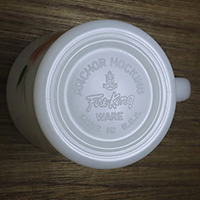 ANCHOR HOCKING
Fire-King
WARE
MADE IN U.S.A.